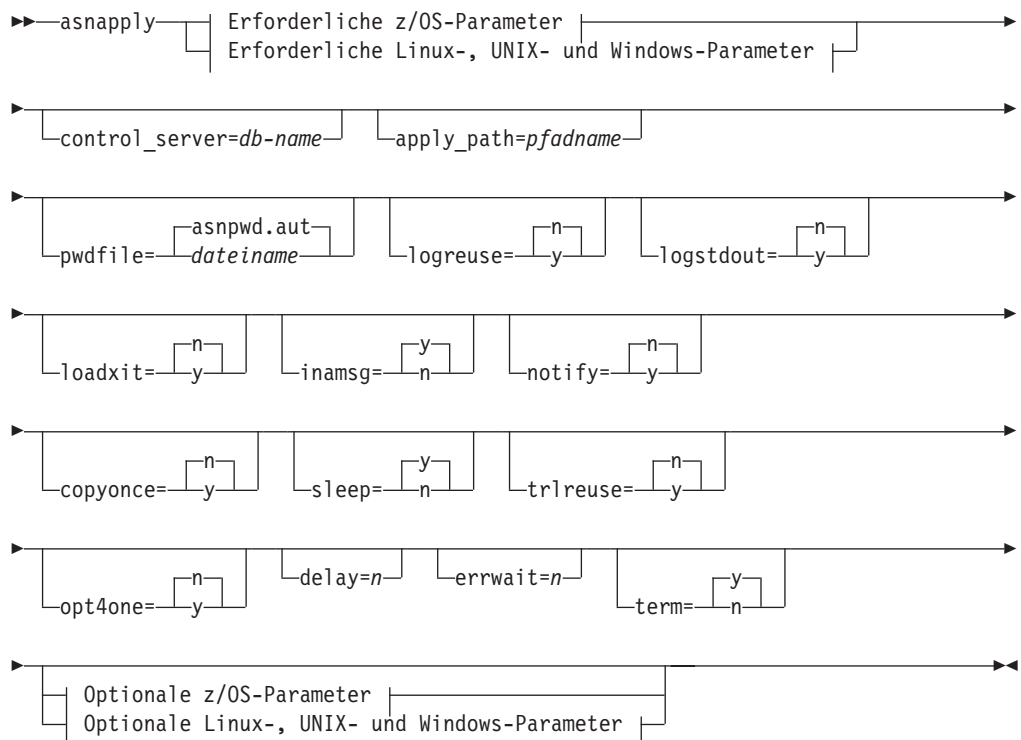 asnapply Erforderliche z/OS-Parameter
Erforderliche Linux-, UNIX- und Windows-Parameter
control_server=db-name apply_path=pfadname
asnpwd.aut n n
pwdfile= dateiname logreuse= y logstdout= y
n y n
loadxit= y inamsg= n notify= y
n y n
copyonce= y sleep= n trlreuse= y
n delay=n errwait=n y
opt4one= y term= n
Optionale z/OS-Parameter
Optionale Linux-, UNIX- und Windows-Parameter